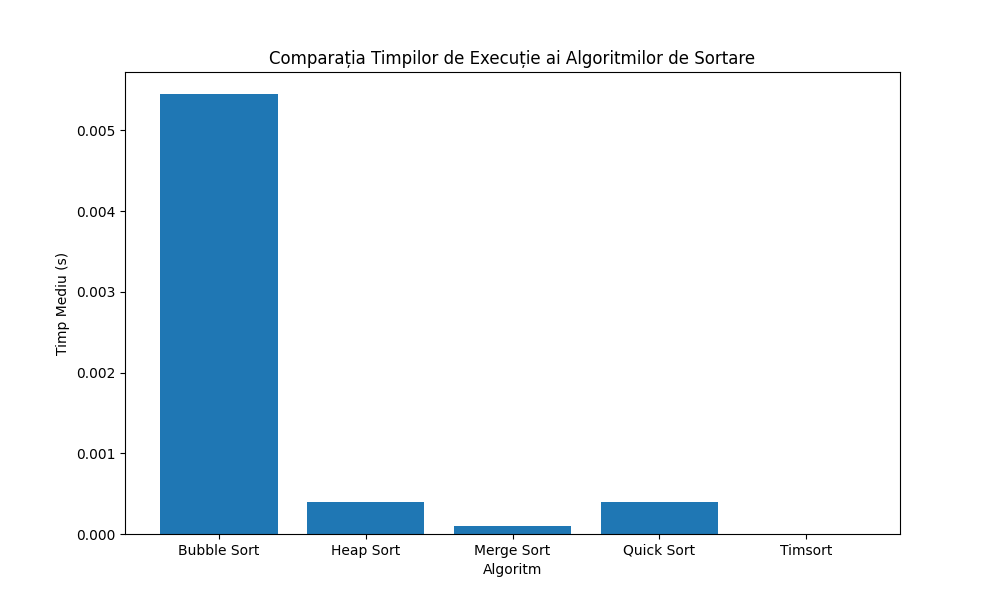 Comparația Timpilor de Execuție ai Algoritmilor de Sortare
Timp Mediu (s)
0.005
0.004
0.003
0.002
0.001
0.000
Bubble Sort Heap Sort Merge Sort Quick Sort Timsort
Algoritm